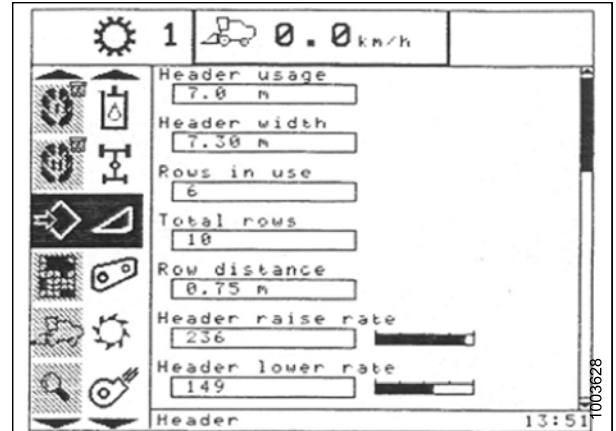 1 0.0 km/h
Header usage
7.0 m
Header width
7.30 m
Rows in use
6
Total rows
10
Row distance
0.75 m
Header raise rate
236
Header lower rate
149
Header 13:51
1003628